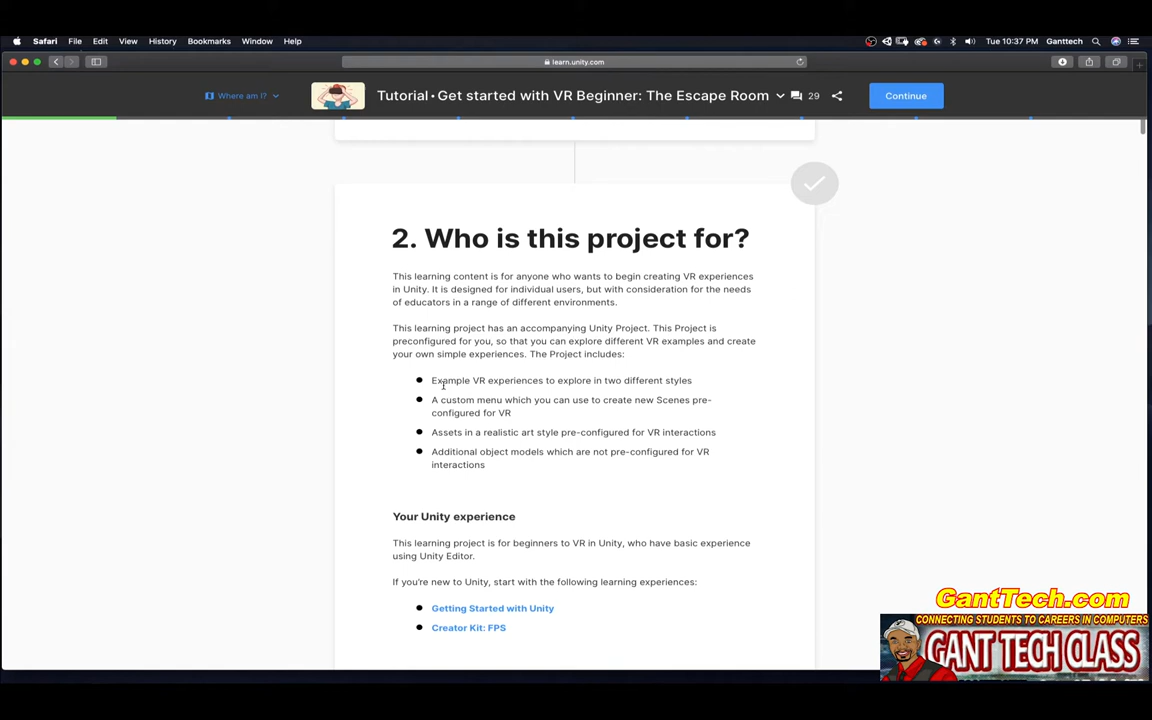 Safari File Edit View History Bookmarks Window Help Tue 10:37 PM Ganttech
learn.unity.com
Where am I? Tutorial • Get started with VR Beginner: The Escape Room 29 Continue
2. Who is this project for?
This learning content is for anyone who wants to begin creating VR experiences
in Unity. It is designed for individual users, but with consideration for the needs
of educators in a range of different environments.
This learning project has an accompanying Unity Project. This Project is
preconfigured for you, so that you can explore different VR examples and create
your own simple experiences. The Project includes:
Example VR experiences to explore in two different styles
A custom menu which you can use to create new Scenes pre-
configured for VR
Assets in a realistic art style pre-configured for VR interactions
Additional object models which are not pre-configured for VR
interactions
Your Unity experience
This learning project is for beginners to VR in Unity, who have basic experience
using Unity Editor.
If you're new to Unity, start with the following learning experiences:
Getting Started with Unity
Creator Kit: FPS
GantTech.com
CONNECTING STUDENTS TO CAREERS IN COMPUTERS
GANT TECH CLASS